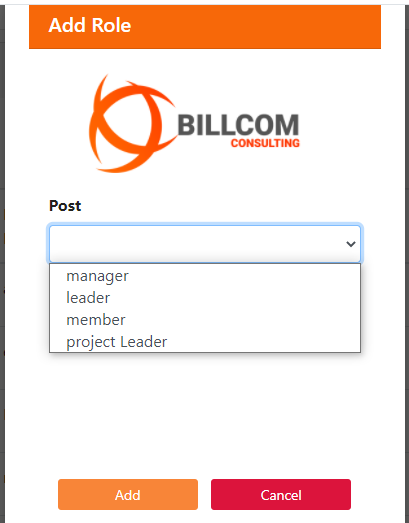 Add Role
BILLCOM
CONSULTING
Post
manager
leader
member
project Leader
Add Cancel